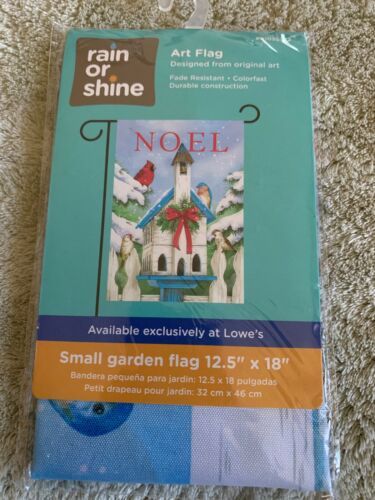 rain
or
shine
Art Flag
Designed from original art
Fade Resistant • Colorfast
Durable construction
NOEL
Available exclusively at Lowe's
Small garden flag 12.5" x 18"
Bandera pequeña para jardin: 12.5 x 18 pulgadas
Petit drapeau pour jardin: 32 cm x 46 cm